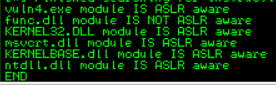 vuln4.exe module IS ASLR aware
func.dll module IS NOT ASLR aware
KERNEL32.DLL module IS ASLR aware
msvcrt.dll module IS ASLR aware
KERNELBASE.dll module IS ASLR aware
ntdll.dll module IS ASLR aware
END